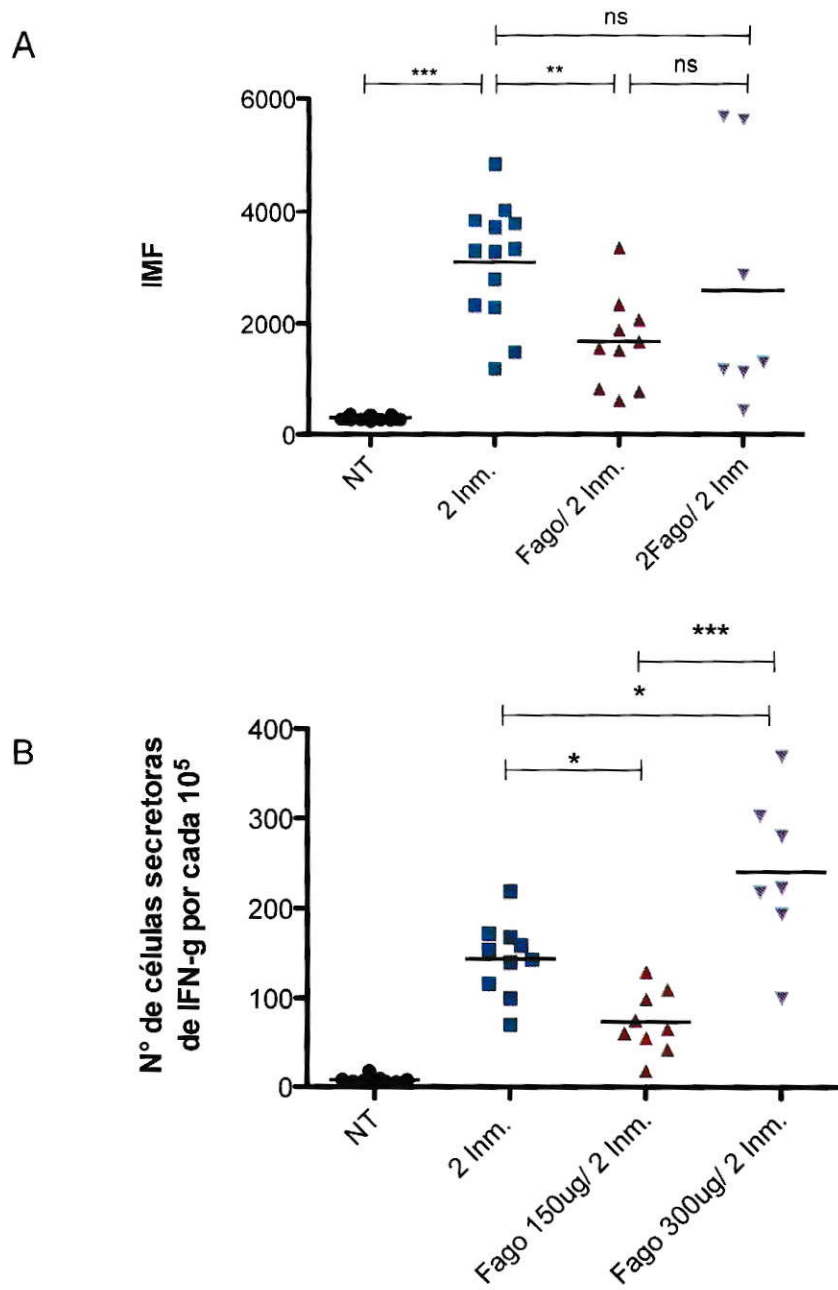 A
ns
***
**
ns
6000
4000
2000
0
IMF
NT
2 Inm.
Fago/ 2 Inm.
2Fago/ 2 Inm
B
***
*
*
400
300
200
100
0
N° de células secretoras
de IFN-g por cada 10⁵
NT
2 Inm.
Fago 150ug/ 2 Inm.
Fago 300ug/ 2 Inm.